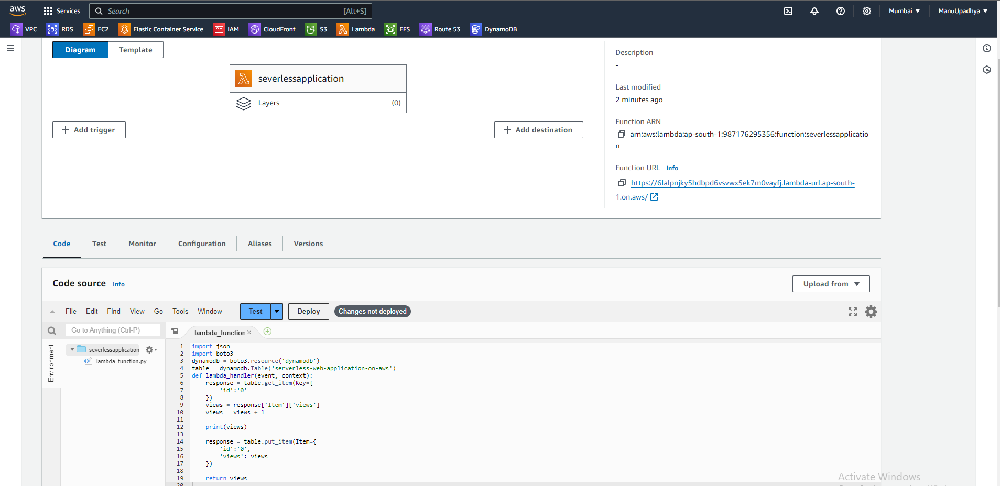 aws Services Search [Alt+S] Mumbai ▼ ManuUpadhya ▼
VPC RDS EC2 Elastic Container Service IAM CloudFront S3 Lambda EFS Route 53 DynamoDB
Diagram Template
severlessapplication
Layers (0)
+ Add trigger
+ Add destination
Description
-
Last modified
2 minutes ago
Function ARN
arn:aws:lambda:ap-south-1:987176295356:function:severlessapplicatio
n
Function URL Info
https://6lalpnjky5hdbpd6vsvwx5ek7m0vayfj.lambda-url.ap-south-
1.on.aws/
Code Test Monitor Configuration Aliases Versions
Code source Info
Upload from ▼
File Edit Find View Go Tools Window Test Deploy Changes not deployed
Go to Anything (Ctrl-P)
lambda_function ×
Environment
severlessapplication
lambda_function.py
1 import json
2 import boto3
3 dynamodb = boto3.resource('dynamodb')
4 table = dynamodb.Table('serverless-web-application-on-aws')
5 def lambda_handler(event, context):
6     response = table.get_item(Key={
7         'id':'0'
8     })
9     views = response['Item']['views']
10     views = views + 1
11
12     print(views)
13
14     response = table.put_item(Item={
15         'id':'0',
16         'views': views
17     })
18
19     return views
20
Activate Windows